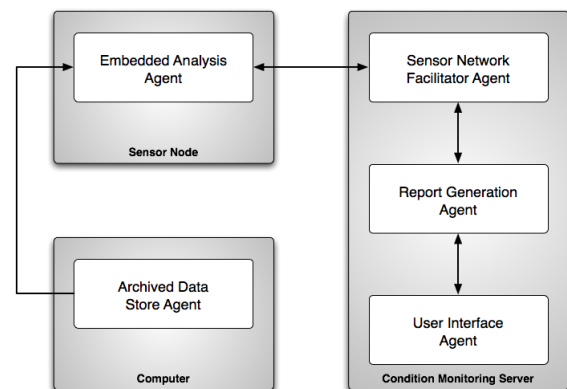 Embedded Analysis
Agent
Sensor Node
Archived Data
Store Agent
Computer
Sensor Network
Facilitator Agent
Report Generation
Agent
User Interface
Agent
Condition Monitoring Server